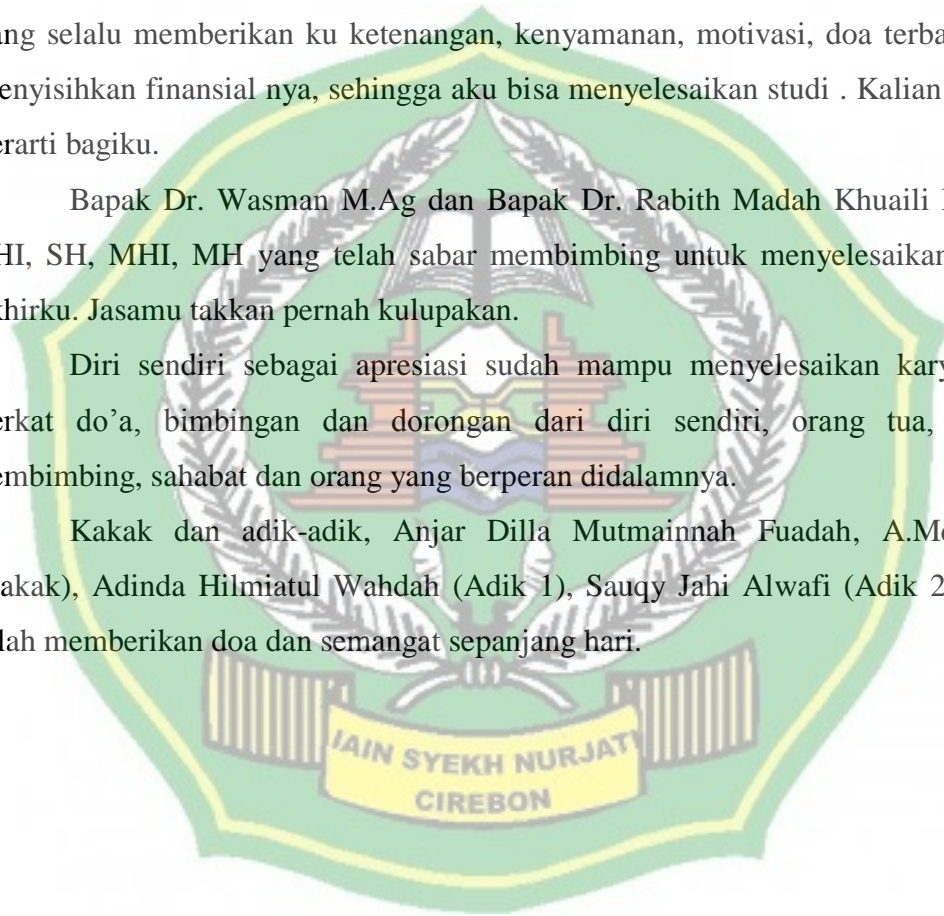 ang selalu memberikan ku ketenangan, kenyamanan, motivasi, doa terba
enyisihkan finansial nya, sehingga aku bisa menyelesaikan studi . Kalian
erarti bagiku.
Bapak Dr. Wasman M.Ag dan Bapak Dr. Rabith Madah Khuaili
HI, SH, MHI, MH yang telah sabar membimbing untuk menyelesaikan
khirku. Jasamu takkan pernah kulupakan.
Diri sendiri sebagai apresiasi sudah mampu menyelesaikan kary
erkat do’a, bimbingan dan dorongan dari diri sendiri, orang tua,
embimbing, sahabat dan orang yang berperan didalamnya.
Kakak dan adik-adik, Anjar Dilla Mutmainnah Fuadah, A.M
akak), Adinda Hilmiatul Wahdah (Adik 1), Sauqy Jahi Alwafi (Adik 2
lah memberikan doa dan semangat sepanjang hari.
IAIN SYEKH NURJATI
CIREBON